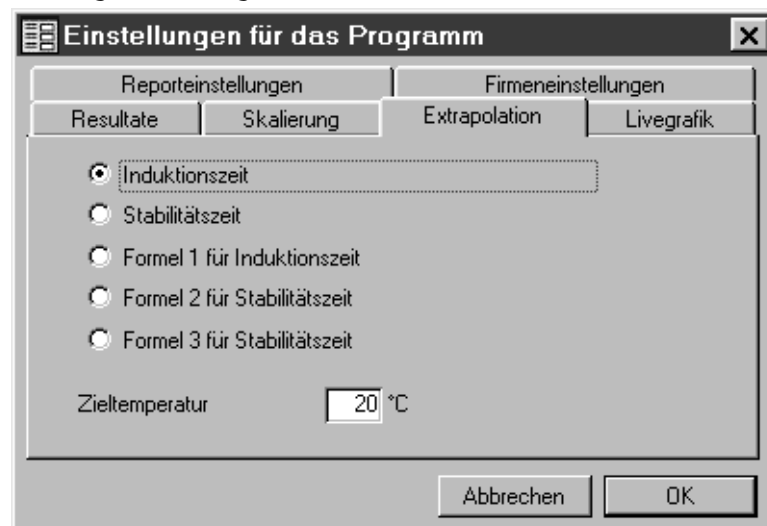 Einstellungen für das Programm
Reporteinstellungen Firmeneinstellungen
Resultate Skalierung Extrapolation Livegrafik
Induktionszeit
Stabilitätszeit
Formel 1 für Induktionszeit
Formel 2 für Stabilitätszeit
Formel 3 für Stabilitätszeit
Zieltemperatur 20 °C
Abbrechen OK